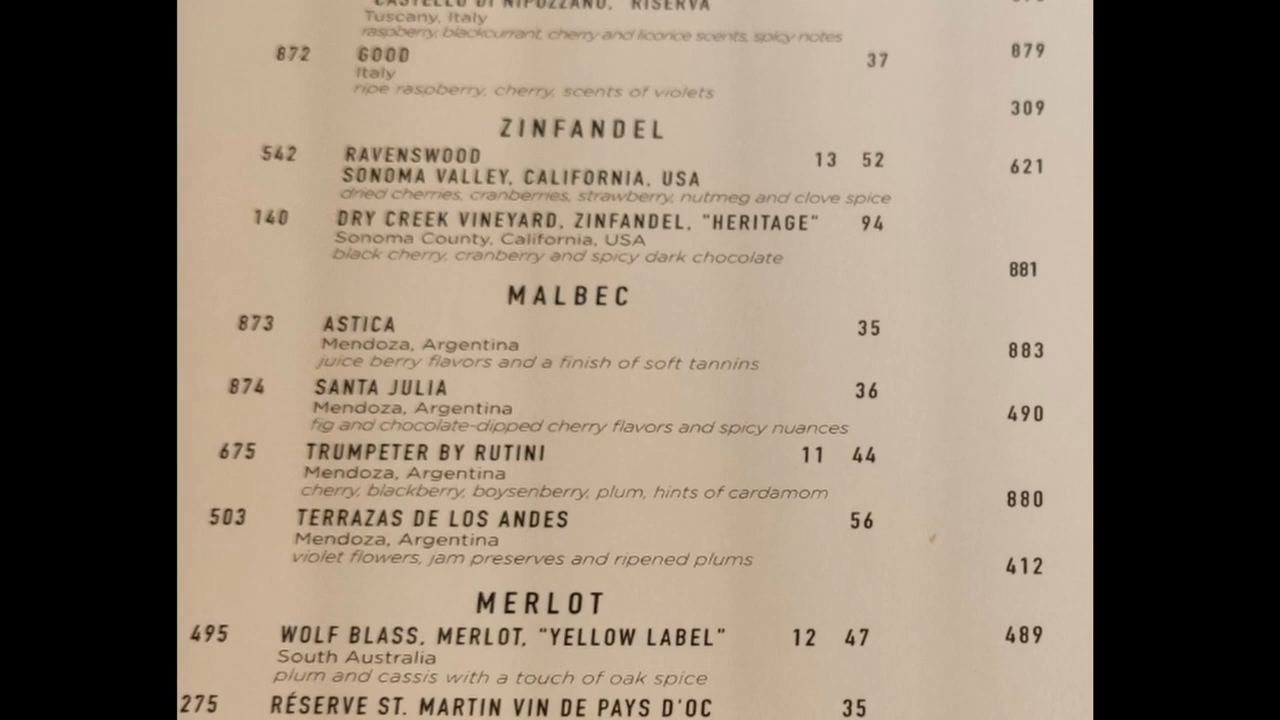 "CASTELLO DI NIPOZZANO," RISERVA
Tuscany, Italy
raspberry, blackcurrant, cherry and licorice scents, spicy notes
872 GOOD 37
Italy
ripe raspberry, cherry, scents of violets
ZINFANDEL
542 RAVENSWOOD 13 52
SONOMA VALLEY, CALIFORNIA, USA
dried cherries, cranberries, strawberry, nutmeg and clove spice
140 DRY CREEK VINEYARD, ZINFANDEL, "HERITAGE" 94
Sonoma County, California, USA
black cherry, cranberry and spicy dark chocolate
MALBEC
873 ASTICA 35
Mendoza, Argentina
juice berry flavors and a finish of soft tannins
874 SANTA JULIA 36
Mendoza, Argentina
fig and chocolate-dipped cherry flavors and spicy nuances
675 TRUMPETER BY RUTINI 11 44
Mendoza, Argentina
cherry, blackberry, boysenberry, plum, hints of cardamom
503 TERRAZAS DE LOS ANDES 56
Mendoza, Argentina
violet flowers, jam preserves and ripened plums
MERLOT
495 WOLF BLASS, MERLOT, "YELLOW LABEL" 12 47
South Australia
plum and cassis with a touch of oak spice
275 RÉSERVE ST. MARTIN VIN DE PAYS D'OC 35
879
309
621
881
883
490
880
412
489